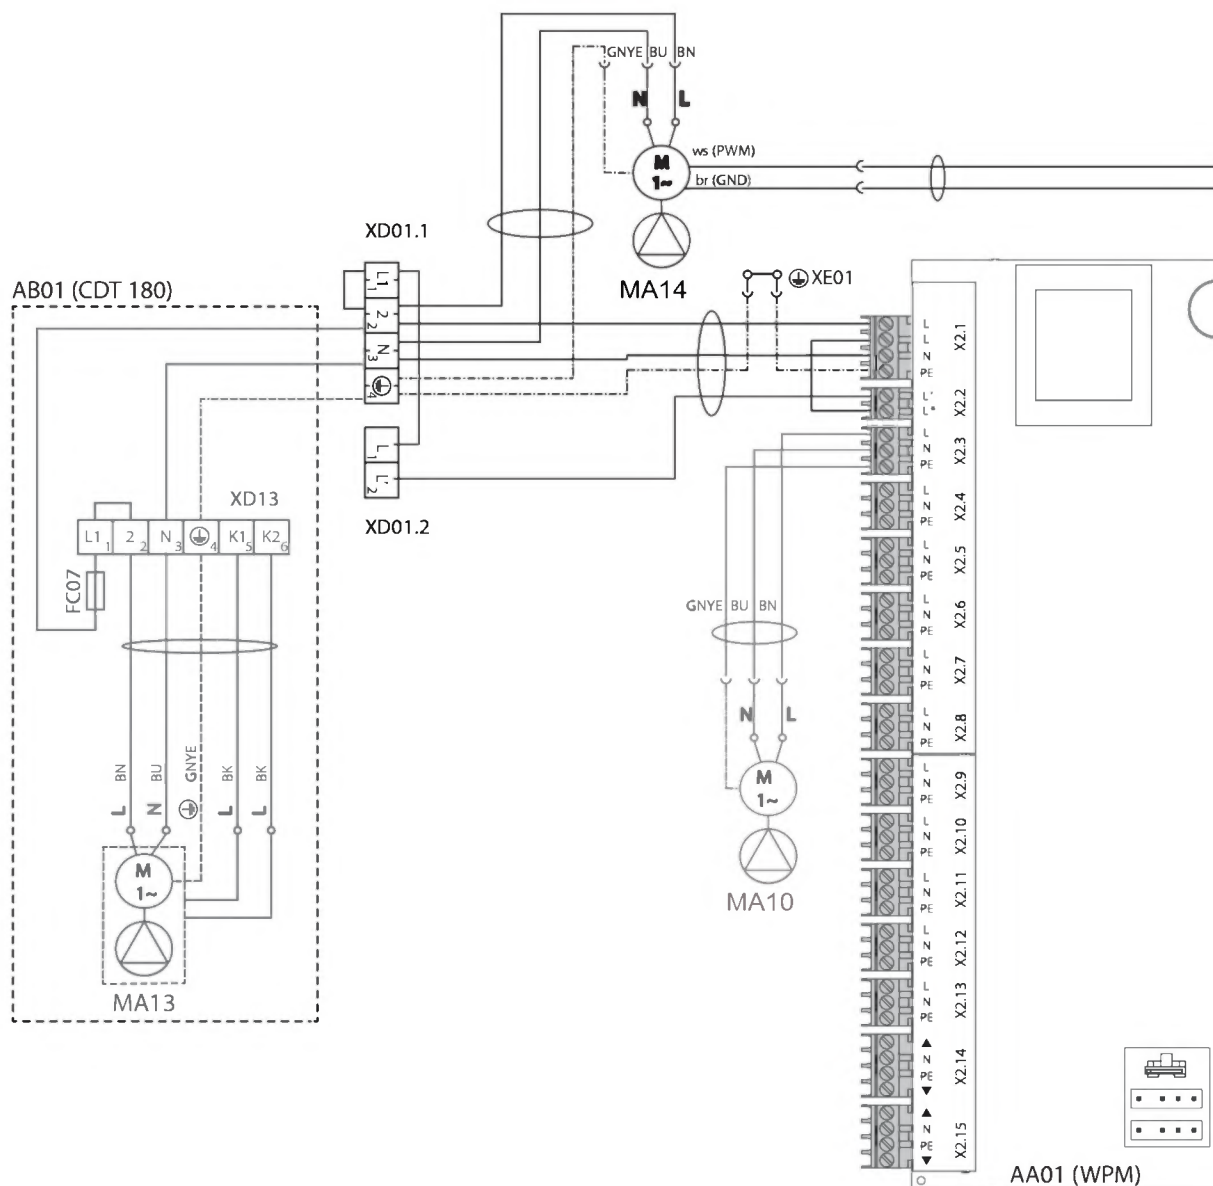 GNYE BU BN
N L
M
1~
ws (PWM)
br (GND)
MA14
XD01.1
L1 1
2 2
N 3
4
L 1
L' 2
XD01.2
XE01
AB01 (CDT 180)
XD13
L1 1 2 2 N 3 4 K1 5 K2 6
FC07
BN BU GNYE BK BK
L N L L
M
1~
MA13
GNYE BU BN
N L
M
1~
MA10
L
L
N
PE
X2.1
L'
L*
X2.2
L
N
PE
X2.3
L
N
PE
X2.4
L
N
PE
X2.5
L
N
PE
X2.6
L
N
PE
X2.7
L
N
PE
X2.8
L
N
PE
X2.9
L
N
PE
X2.10
L
N
PE
X2.11
L
N
PE
X2.12
L
N
PE
X2.13
▲
N
PE
▼
X2.14
▲
N
PE
▼
X2.15
AA01 (WPM)